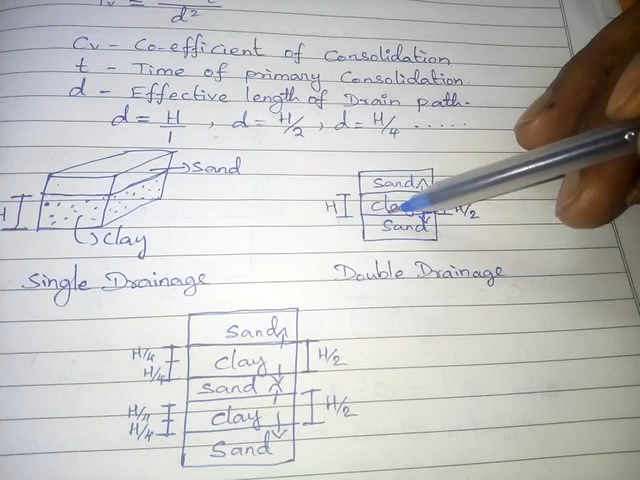 d²
Cv - Co-efficient of Consolidation
t - Time of primary Consolidation.
d - Effective length of Drain path.
d = H/1 , d = H/2 , d = H/4 .....
Sand
H
clay
Single Drainage
Sand
H clay H/2
Sand
Double Drainage
Sand
H/4 clay H/2
H/4
Sand
H/4 clay H/2
H/4
Sand